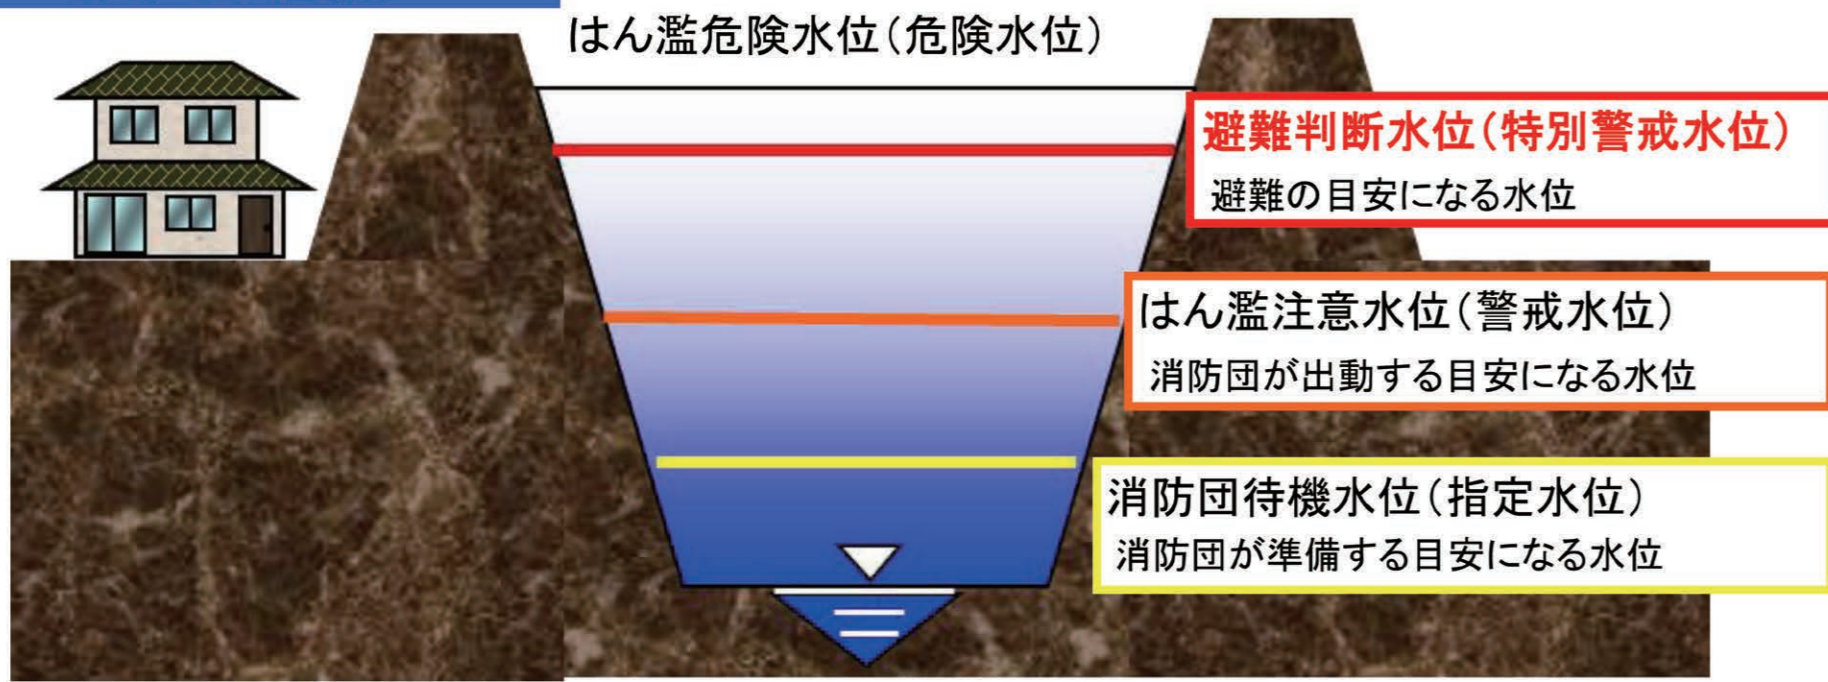 はん濫危険水位(危険水位)
避難判断水位(特別警戒水位)
避難の目安になる水位
はん濫注意水位(警戒水位)
消防団が出動する目安になる水位
消防団待機水位(指定水位)
消防団が準備する目安になる水位